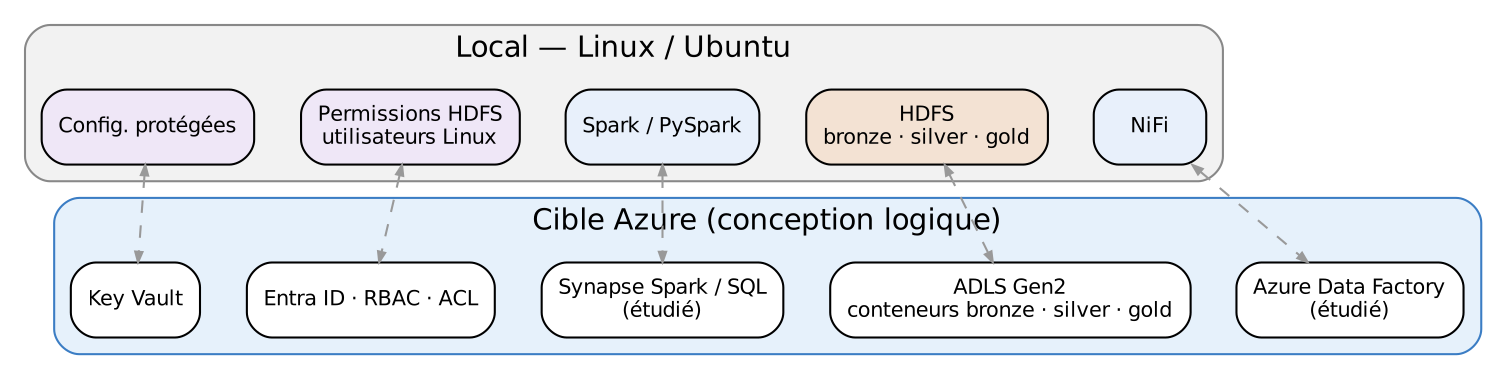 Local — Linux / Ubuntu
Config. protégées
Permissions HDFS
utilisateurs Linux
Spark / PySpark
HDFS
bronze · silver · gold
NiFi
Cible Azure (conception logique)
Key Vault
Entra ID · RBAC · ACL
Synapse Spark / SQL
(étudié)
ADLS Gen2
conteneurs bronze · silver · gold
Azure Data Factory
(étudié)